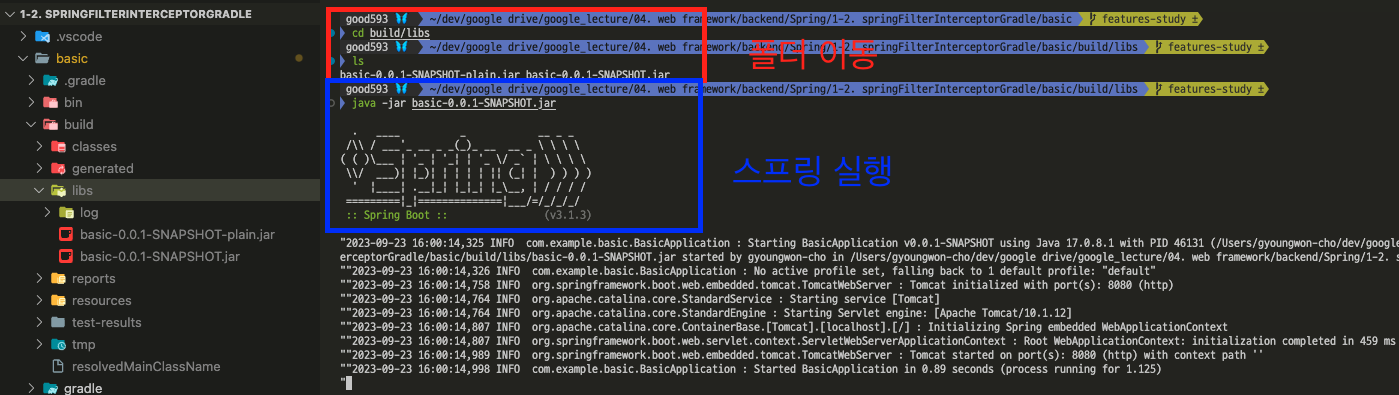 1-2. SPRINGFILTERINTERCEPTORGRADLE
.vscode
basic
.gradle
bin
build
classes
generated
libs
log
basic-0.0.1-SNAPSHOT-plain.jar
basic-0.0.1-SNAPSHOT.jar
reports
resources
test-results
tmp
resolvedMainClassName
gradle
good593 ~/dev/google drive/google_lecture/04. web framework/backend/Spring/1-2. springFilterInterceptorGradle/basic features-study ±
cd build/libs
good593 ~/dev/google drive/google_lecture/04. web framework/backend/Spring/1-2. springFilterInterceptorGradle/basic/build/libs features-study ±
폴더 이동
ls
basic-0.0.1-SNAPSHOT-plain.jar basic-0.0.1-SNAPSHOT.jar
good593 ~/dev/google drive/google_lecture/04. web framework/backend/Spring/1-2. springFilterInterceptorGradle/basic/build/libs features-study ±
java -jar basic-0.0.1-SNAPSHOT.jar
Spring
스프링 실행
:: Spring Boot :: (v3.1.3)
"2023-09-23 16:00:14,325 INFO com.example.basic.BasicApplication : Starting BasicApplication v0.0.1-SNAPSHOT using Java 17.0.8.1 with PID 46131 (/Users/gyoungwon-cho/dev/google
erceptorGradle/basic/build/libs/basic-0.0.1-SNAPSHOT.jar started by gyoungwon-cho in /Users/gyoungwon-cho/dev/google drive/google_lecture/04. web framework/backend/Spring/1-2. s
""2023-09-23 16:00:14,326 INFO com.example.basic.BasicApplication : No active profile set, falling back to 1 default profile: "default"
""2023-09-23 16:00:14,758 INFO org.springframework.boot.web.embedded.tomcat.TomcatWebServer : Tomcat initialized with port(s): 8080 (http)
""2023-09-23 16:00:14,764 INFO org.apache.catalina.core.StandardService : Starting service [Tomcat]
""2023-09-23 16:00:14,764 INFO org.apache.catalina.core.StandardEngine : Starting Servlet engine: [Apache Tomcat/10.1.12]
""2023-09-23 16:00:14,807 INFO org.apache.catalina.core.ContainerBase.[Tomcat].[localhost].[/] : Initializing Spring embedded WebApplicationContext
""2023-09-23 16:00:14,807 INFO org.springframework.boot.web.servlet.context.ServletWebServerApplicationContext : Root WebApplicationContext: initialization completed in 459 ms
""2023-09-23 16:00:14,989 INFO org.springframework.boot.web.embedded.tomcat.TomcatWebServer : Tomcat started on port(s): 8080 (http) with context path ''
""2023-09-23 16:00:14,998 INFO com.example.basic.BasicApplication : Started BasicApplication in 0.89 seconds (process running for 1.125)
"